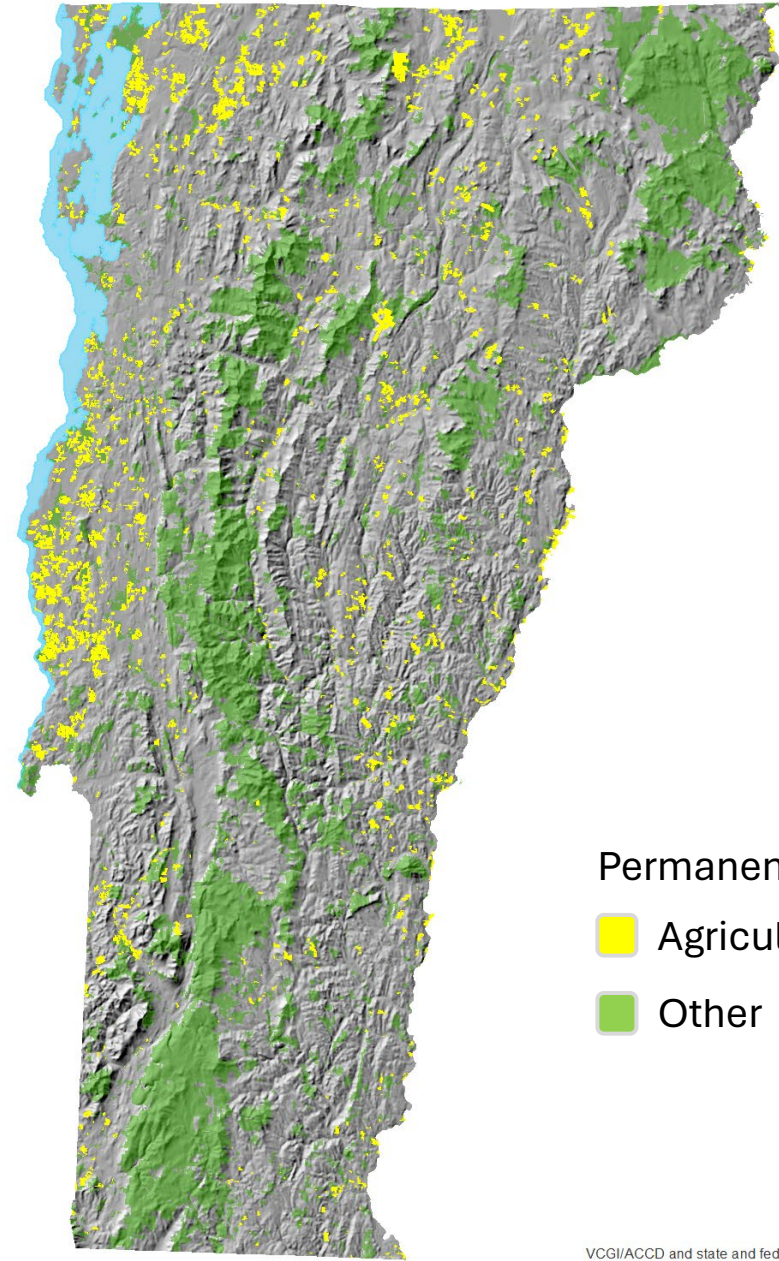 Permanen
Agricul
Other
VCGI/ACCD and state and fed